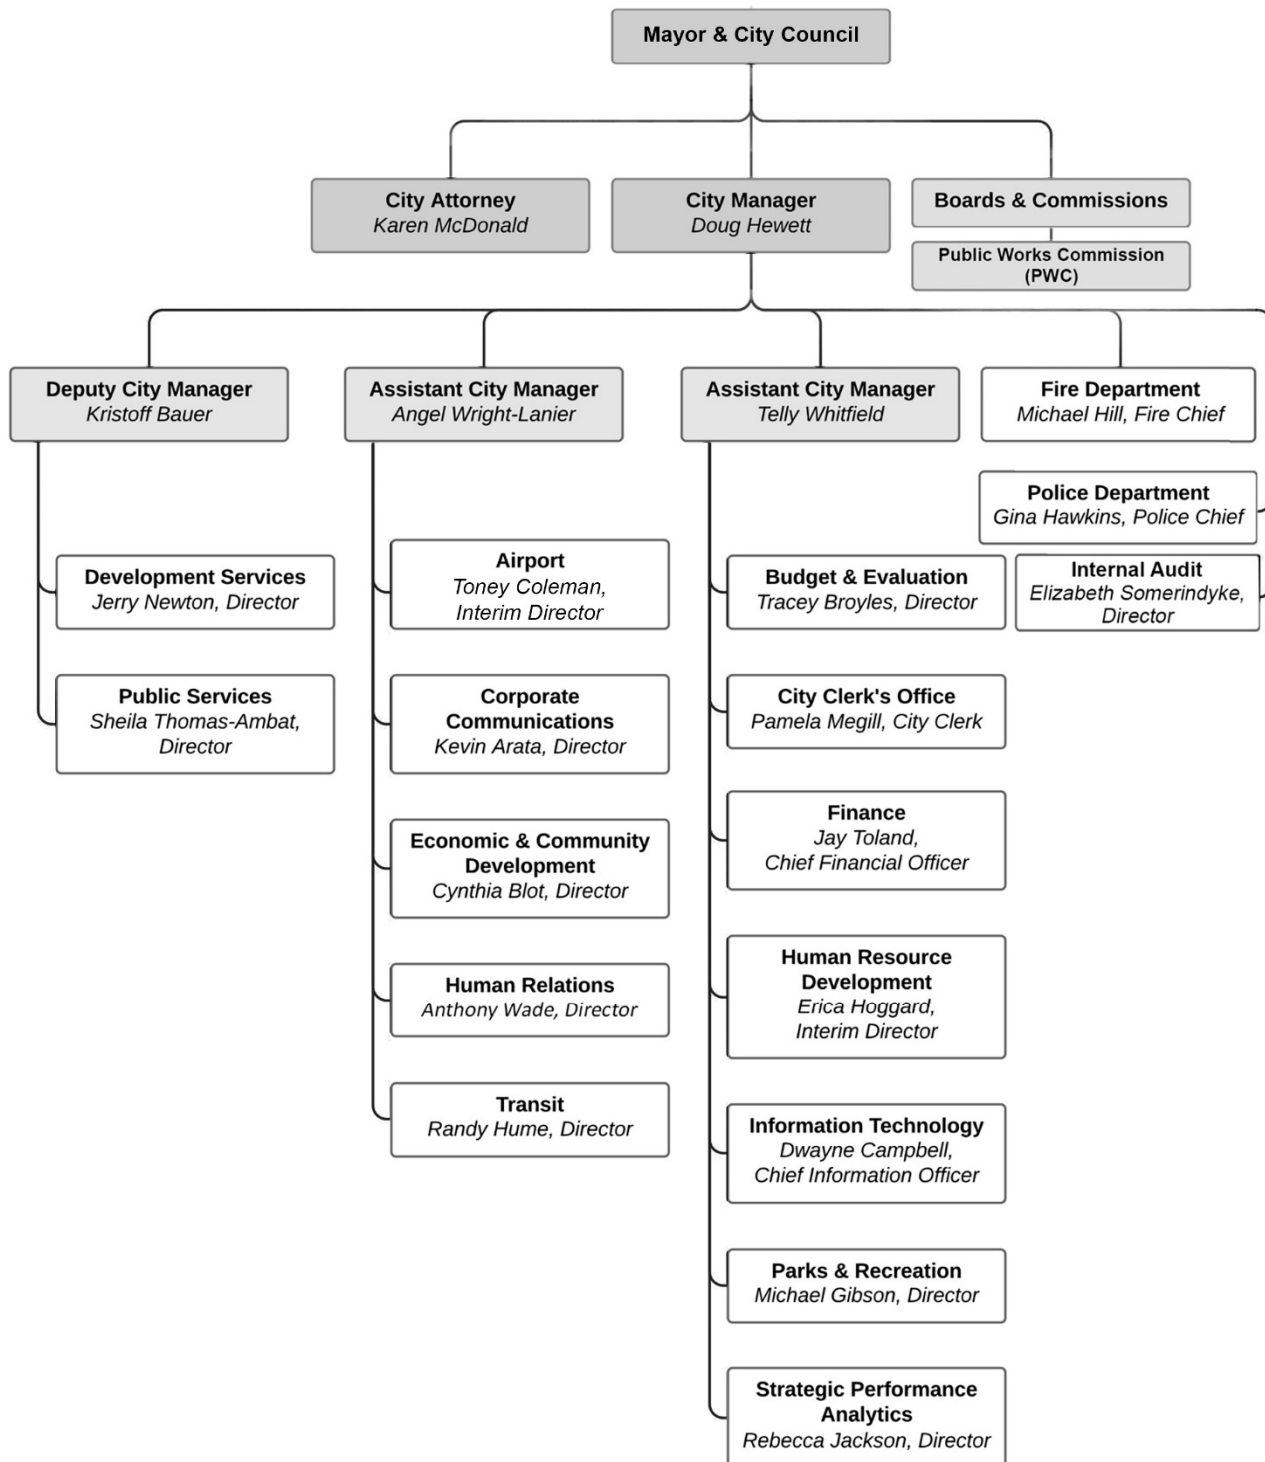 Mayor & City Council
City Attorney
Karen McDonald
City Manager
Doug Hewett
Boards & Commissions
Public Works Commission
(PWC)
Deputy City Manager
Kristoff Bauer
Assistant City Manager
Angel Wright-Lanier
Assistant City Manager
Telly Whitfield
Fire Department
Michael Hill, Fire Chief
Police Department
Gina Hawkins, Police Chief
Internal Audit
Elizabeth Somerindyke,
Director
Development Services
Jerry Newton, Director
Public Services
Sheila Thomas-Ambat,
Director
Airport
Toney Coleman,
Interim Director
Corporate
Communications
Kevin Arata, Director
Economic & Community
Development
Cynthia Blot, Director
Human Relations
Anthony Wade, Director
Transit
Randy Hume, Director
Budget & Evaluation
Tracey Broyles, Director
City Clerk's Office
Pamela Megill, City Clerk
Finance
Jay Toland,
Chief Financial Officer
Human Resource
Development
Erica Hoggard,
Interim Director
Information Technology
Dwayne Campbell,
Chief Information Officer
Parks & Recreation
Michael Gibson, Director
Strategic Performance
Analytics
Rebecca Jackson, Director